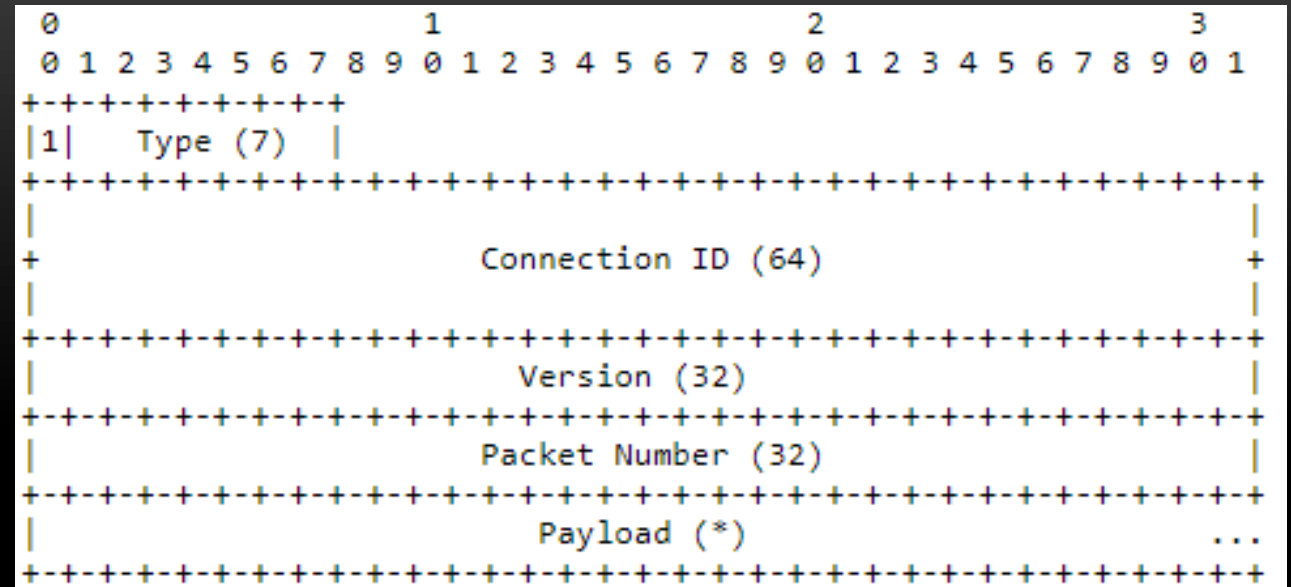 0                   1                   2                   3
0 1 2 3 4 5 6 7 8 9 0 1 2 3 4 5 6 7 8 9 0 1 2 3 4 5 6 7 8 9 0 1
+-+-+-+-+-+-+-+-+
|1|   Type (7)  |
+-+-+-+-+-+-+-+-+-+-+-+-+-+-+-+-+-+-+-+-+-+-+-+-+-+-+-+-+-+-+-+-+
|                                                               |
+                       Connection ID (64)                      +
|                                                               |
+-+-+-+-+-+-+-+-+-+-+-+-+-+-+-+-+-+-+-+-+-+-+-+-+-+-+-+-+-+-+-+-+
|                         Version (32)                          |
+-+-+-+-+-+-+-+-+-+-+-+-+-+-+-+-+-+-+-+-+-+-+-+-+-+-+-+-+-+-+-+-+
|                       Packet Number (32)                      |
+-+-+-+-+-+-+-+-+-+-+-+-+-+-+-+-+-+-+-+-+-+-+-+-+-+-+-+-+-+-+-+-+
|                          Payload (*)                        ...
+-+-+-+-+-+-+-+-+-+-+-+-+-+-+-+-+-+-+-+-+-+-+-+-+-+-+-+-+-+-+-+-+